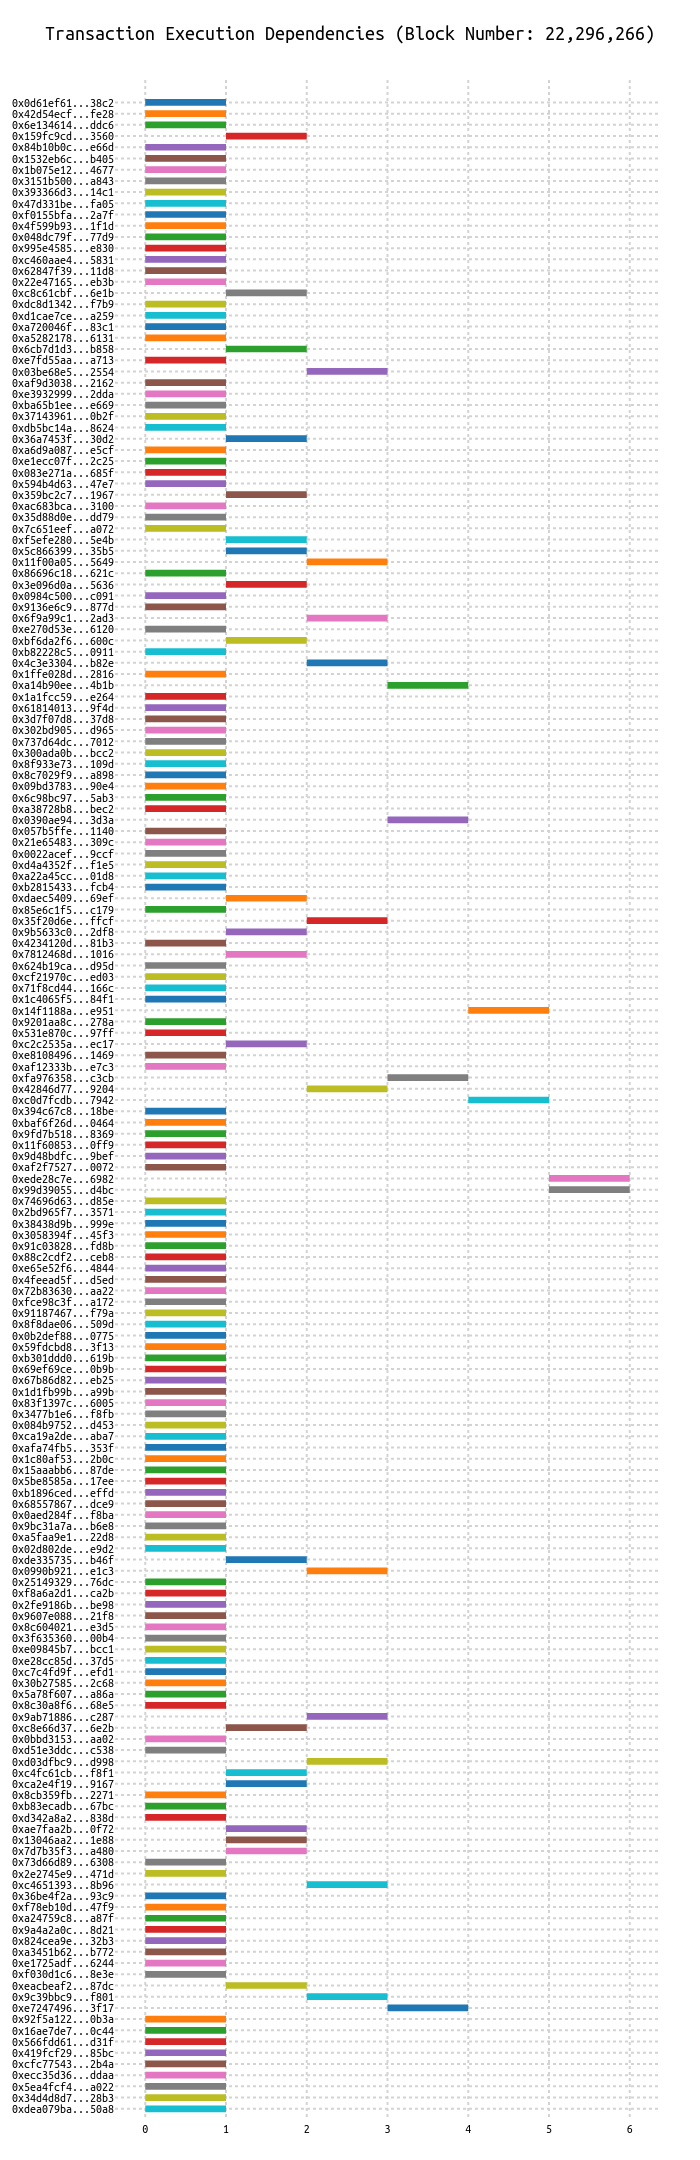 Transaction Execution Dependencies (Block Number: 22,296,266)
0x0d61ef61...38c2
0x42d54ecf...fe28
0x6e134614...ddc6
0x159fc9cd...3560
0x84b10b0c...e66d
0x1532eb6c...b405
0x1b075e12...4677
0x3151b500...a843
0x393366d3...14c1
0x47d331be...fa05
0xf0155bfa...2a7f
0x4f599b93...1f1d
0x048dc79f...77d9
0x995e4585...e830
0xc460aae4...5831
0x62847f39...11d8
0x22e47165...eb3b
0xc8c61cbf...6e1b
0xdc8d1342...f7b9
0xd1cae7ce...a259
0xa720046f...83c1
0xa5282178...6131
0x6cb7d1d3...b858
0xe7fd55aa...a713
0x03be68e5...2554
0xaf9d3038...2162
0xe3932999...2dda
0xba65b1ee...e669
0x37143961...0b2f
0xdb5bc14a...8624
0x36a7453f...30d2
0xa6d9a087...e5cf
0xe1ecc07f...2c25
0x083e271a...685f
0x594b4d63...47e7
0x359bc2c7...1967
0xac683bca...3100
0x35d88d0e...dd79
0x7c651eef...a072
0xf5efe280...5e4b
0x5c866399...35b5
0x11f00a05...5649
0x86696c18...621c
0x3e096d0a...5636
0x0984c500...c091
0x9136e6c9...877d
0x6f9a99c1...2ad3
0xe270d53e...6120
0xbf6da2f6...600c
0xb82228c5...0911
0x4c3e3304...b82e
0x1ffe028d...2816
0xa14b90ee...4b1b
0x1a1fcc59...e264
0x61814013...9f4d
0x3d7f07d8...37d8
0x302bd905...d965
0x737d64dc...7012
0x300ada0b...bcc2
0x8f933e73...109d
0x8c7029f9...a898
0x09bd3783...90e4
0x6c98bc97...5ab3
0xa38728b8...bec2
0x0390ae94...3d3a
0x057b5ffe...1140
0x21e65483...309c
0x0022acef...9ccf
0xd4a4352f...f1e5
0xa22a45cc...01d8
0xb2815433...fcb4
0xdaec5409...69ef
0x85e6c1f5...c179
0x35f20d6e...ffcf
0x9b5633c0...2df8
0x4234120d...81b3
0x7812468d...1016
0x624b19ca...d95d
0xcf21970c...ed03
0x71f8cd44...166c
0x1c4065f5...84f1
0x14f1188a...e951
0x9201aa8c...278a
0x531e870c...97ff
0xc2c2535a...ec17
0xe8108496...1469
0xaf12333b...e7c3
0xfa976358...c3cb
0x42846d77...9204
0xc0d7fcdb...7942
0x394c67c8...18be
0xbaf6f26d...0464
0x9fd7b518...8369
0x11f60853...0ff9
0x9d48bdfc...9bef
0xaf2f7527...0072
0xede28c7e...6982
0x99d39055...d4bc
0x74696d63...d85e
0x2bd965f7...3571
0x38438d9b...999e
0x3058394f...45f3
0x91c03828...fd8b
0x88c2cdf2...ceb8
0xe65e52f6...4844
0x4feead5f...d5ed
0x72b83630...aa22
0xfce98c3f...a172
0x91187467...f79a
0x8f8dae06...509d
0x0b2def88...0775
0x59fdcbd8...3f13
0xb301ddd0...619b
0x69ef69ce...0b9b
0x67b86d82...eb25
0x1d1fb99b...a99b
0x83f1397c...6005
0x3477b1e6...f8fb
0x084b9752...d453
0xca19a2de...aba7
0xafa74fb5...353f
0x1c80af53...2b0c
0x15aaabb6...87de
0x5be8585a...17ee
0xb1896ced...effd
0x68557867...dce9
0x0aed284f...f8ba
0x9bc31a7a...b6e8
0xa5faa9e1...22d8
0x02d802de...e9d2
0xde335735...b46f
0x0990b921...e1c3
0x25149329...76dc
0xf8a6a2d1...ca2b
0x2fe9186b...be98
0x9607e088...21f8
0x8c604021...e3d5
0x3f635360...00b4
0xe09845b7...bcc1
0xe28cc85d...37d5
0xc7c4fd9f...efd1
0x30b27585...2c68
0x5a78f607...a86a
0x8c30a8f6...68e5
0x9ab71886...c287
0xc8e66d37...6e2b
0x0bbd3153...aa02
0xd51e3ddc...c538
0xd03dfbc9...d998
0xc4fc61cb...f8f1
0xca2e4f19...9167
0x8cb359fb...2271
0xb83ecadb...67bc
0xd342a8a2...838d
0xae7faa2b...0f72
0x13046aa2...1e88
0x7d7b35f3...a480
0x73d66d89...6308
0x2e2745e9...471d
0xc4651393...8b96
0x36be4f2a...93c9
0xf78eb10d...47f9
0xa24759c8...a87f
0x9a4a2a0c...8d21
0x824cea9e...32b3
0xa3451b62...b772
0xe1725adf...6244
0xf030d1c6...8e3e
0xeacbeaf2...87dc
0x9c39bbc9...f801
0xe7247496...3f17
0x92f5a122...0b3a
0x16ae7de7...0c44
0x566fdd61...d31f
0x419fcf29...85bc
0xcfc77543...2b4a
0xecc35d36...ddaa
0x5ea4fcf4...a022
0x34d4d8d7...28b3
0xdea079ba...50a8
0 1 2 3 4 5 6